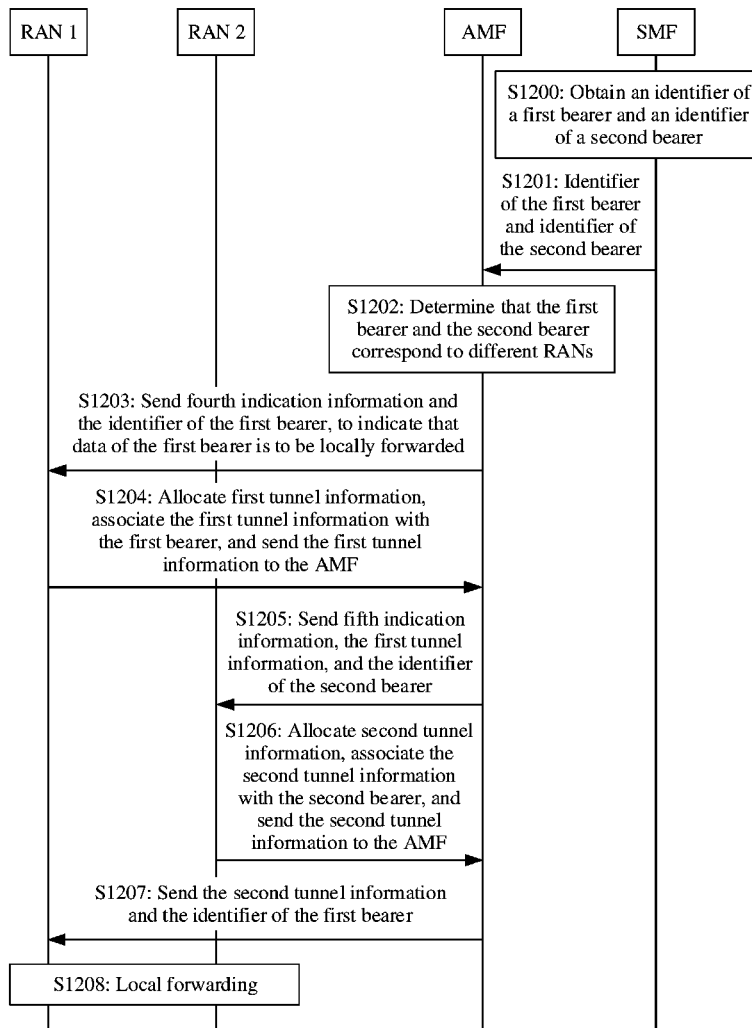 RAN 1
RAN 2
AMF
SMF
S1200: Obtain an identifier of
a first bearer and an identifier
of a second bearer
S1201: Identifier
of the first bearer
and identifier of
the second bearer
S1202: Determine that the first
bearer and the second bearer
correspond to different RANs
S1203: Send fourth indication information and
the identifier of the first bearer, to indicate that
data of the first bearer is to be locally forwarded
S1204: Allocate first tunnel information,
associate the first tunnel information with
the first bearer, and send the first tunnel
information to the AMF
S1205: Send fifth indication
information, the first tunnel
information, and the identifier
of the second bearer
S1206: Allocate second tunnel
information, associate the
second tunnel information
with the second bearer, and
send the second tunnel
information to the AMF
S1207: Send the second tunnel information
and the identifier of the first bearer
S1208: Local forwarding